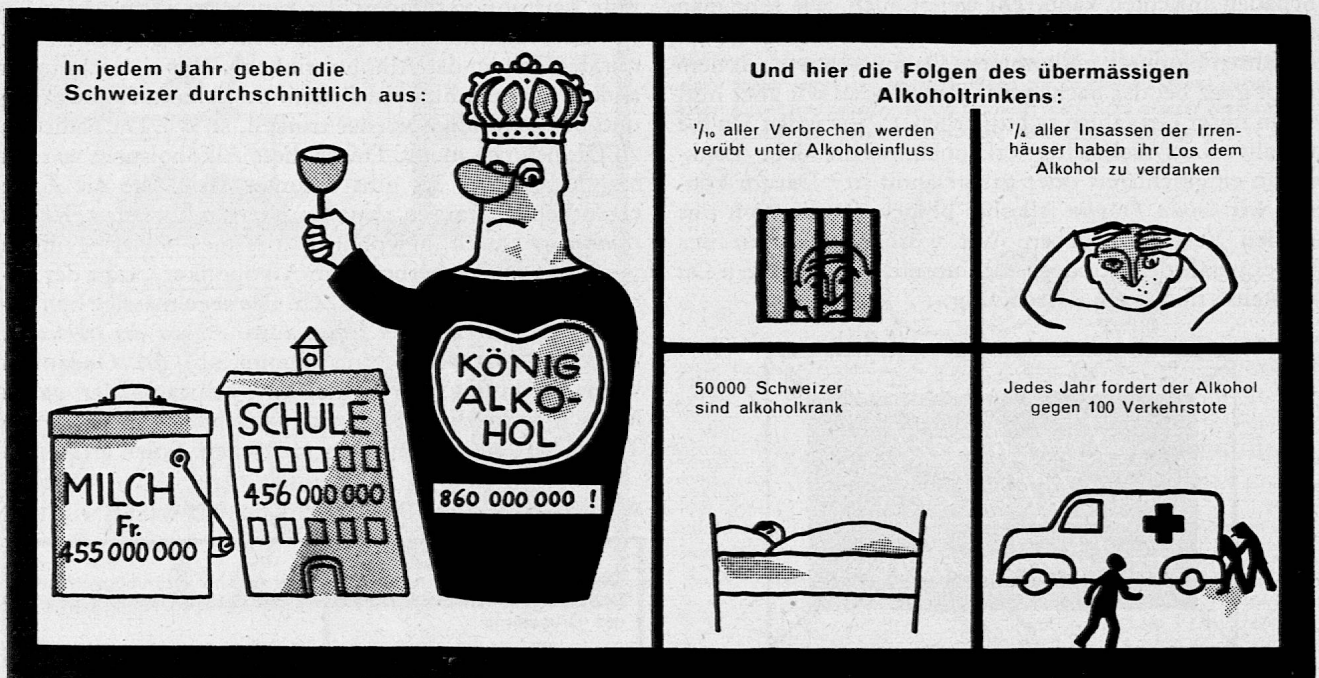 In jedem Jahr geben die
Schweizer durchschnittlich aus:
MILCH
Fr.
455 000 000
SCHULE
456 000 000
KÖNIG
ALKO-
HOL
860 000 000 !
Und hier die Folgen des übermässigen
Alkoholtrinkens:
1/10 aller Verbrechen werden
verübt unter Alkoholeinfluss
1/4 aller Insassen der Irren-
häuser haben ihr Los dem
Alkohol zu verdanken
50 000 Schweizer
sind alkoholkrank
Jedes Jahr fordert der Alkohol
gegen 100 Verkehrstote